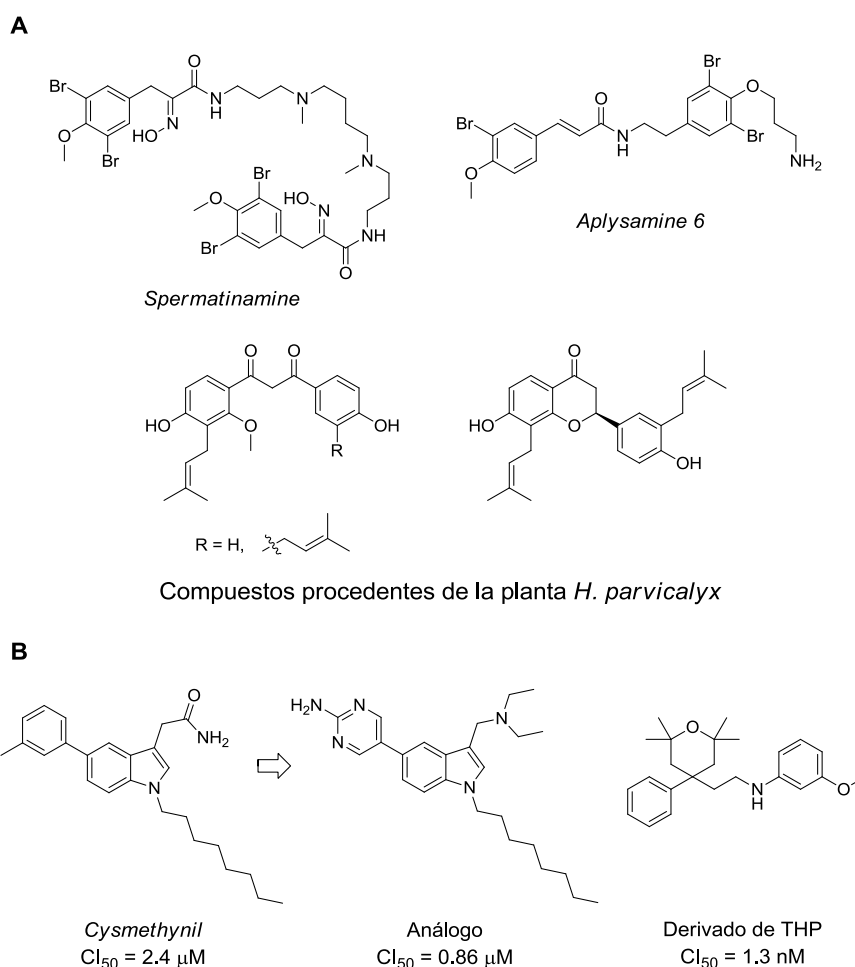 A
Br
O
Br
O
Br
N
H
N
O
N
HO
Br
O
Br
O
N
H
NH2
Br
HO
N
N
O
Br
NH
O
Aplysamine 6
Spermatinamine
O
O
O
HO
O
OH
HO
O
R
OH
R = H,
Compuestos procedentes de la planta H. parvicalyx
B
O
NH2
N
H2N
N
N
N
N
O
N
H
O
Cysmethynil
Análogo
Derivado de THP
CI50 = 2.4 μM
CI50 = 0.86 μM
CI50 = 1.3 nM